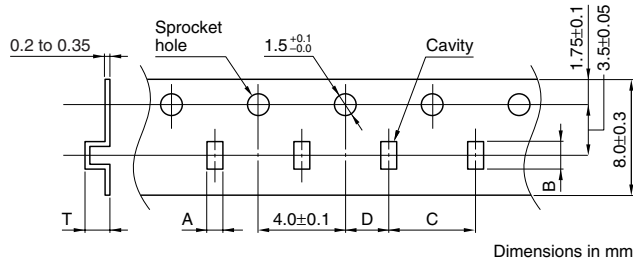 Sprocket
hole
0.2 to 0.35
1.5 +0.1 −0.0
Cavity
1.75±0.1
3.5±0.05
8.0±0.3
B
T
A
4.0±0.1
D
C
Dimensions in mm